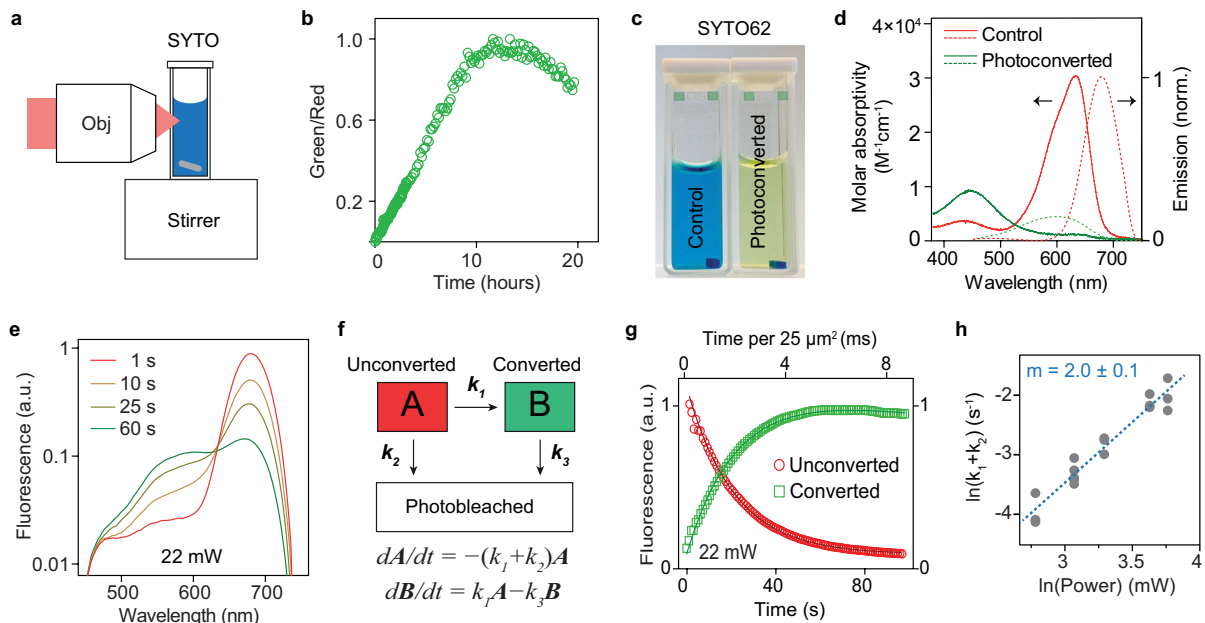 a
SYTO
Obj
Stirrer
b
Green/Red
1.0
0.6
0.2
0
10
20
Time (hours)
c
SYTO62
Control
Photoconverted
d
4×10⁴
3
2
1
0
Molar absorptivity
(M⁻¹cm⁻¹)
Control
Photoconverted
1
0
Emission (norm.)
400
500
600
700
Wavelength (nm)
e
Fluorescence (a.u.)
1
0.1
0.01
1 s
10 s
25 s
60 s
22 mW
500
600
700
Wavelength (nm)
f
Unconverted
Converted
A
k₁
B
k₂
k₃
Photobleached
dA/dt = −(k₁+k₂)A
dB/dt = k₁A−k₃B
g
Time per 25 μm² (ms)
0
4
8
Fluorescence (a.u.)
1
0
1
0
Unconverted
Converted
22 mW
0
40
80
Time (s)
h
m = 2.0 ± 0.1
ln(k₁+k₂) (s⁻¹)
-2
-3
-4
3
3.5
4
ln(Power) (mW)